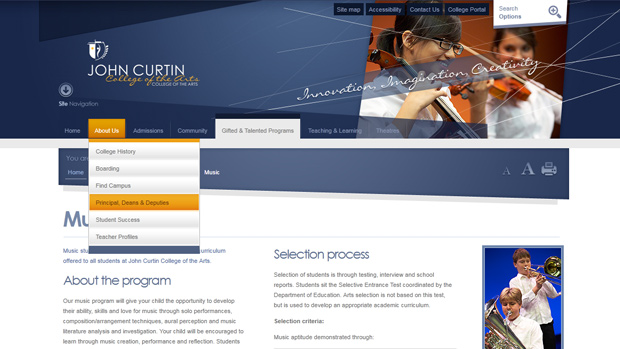 Site map
Accessibility
Contact Us
College Portal
Search
Options
JOHN CURTIN
College of the Arts
COLLEGE OF THE ARTS
Innovation, Imagination, Creativity
Site Navigation
Home
About Us
Admissions
Community
Gifted & Talented Programs
Teaching & Learning
Theatres
College History
Boarding
Find Campus
Principal, Deans & Deputies
Student Success
Teacher Profiles
You
Home
Music
A A
Mu
Music stu
rriculum
offered to all students at John Curtin College of the Arts.
About the program
Our music program will give your child the opportunity to develop
their ability, skills and love for music through solo performances,
composition/arrangement techniques, aural perception and music
literature analysis and investigation. Your child will be encouraged to
learn through music creation, performance and reflection. Students
Selection process
Selection of students is through testing, interview and school
reports. Students sit the Selective Entrance Test coordinated by the
Department of Education. Arts selection is not based on this test,
but is used to develop an appropriate academic curriculum.
Selection criteria:
Music aptitude demonstrated through: